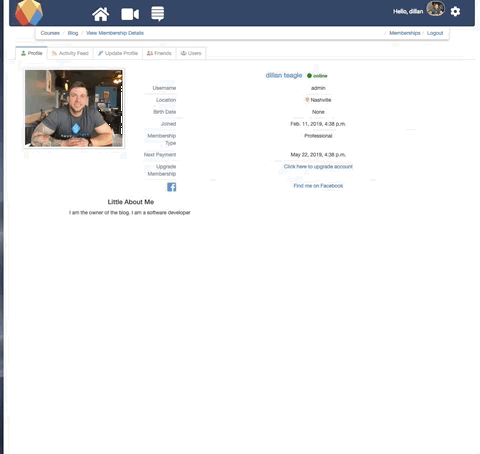 Hello, dillan
Courses / Blog / View Membership Details / Memberships / Logout
Profile Activity Feed Update Profile Friends Users
dillan teagle online
Username admin
Location Nashville
Birth Date None
Joined Feb. 11, 2019, 4:38 p.m.
Membership Type Professional
Next Payment May 22, 2019, 4:38 p.m.
Upgrade Membership Click here to upgrade account
Find me on Facebook
Little About Me
I am the owner of the blog. I am a software developer